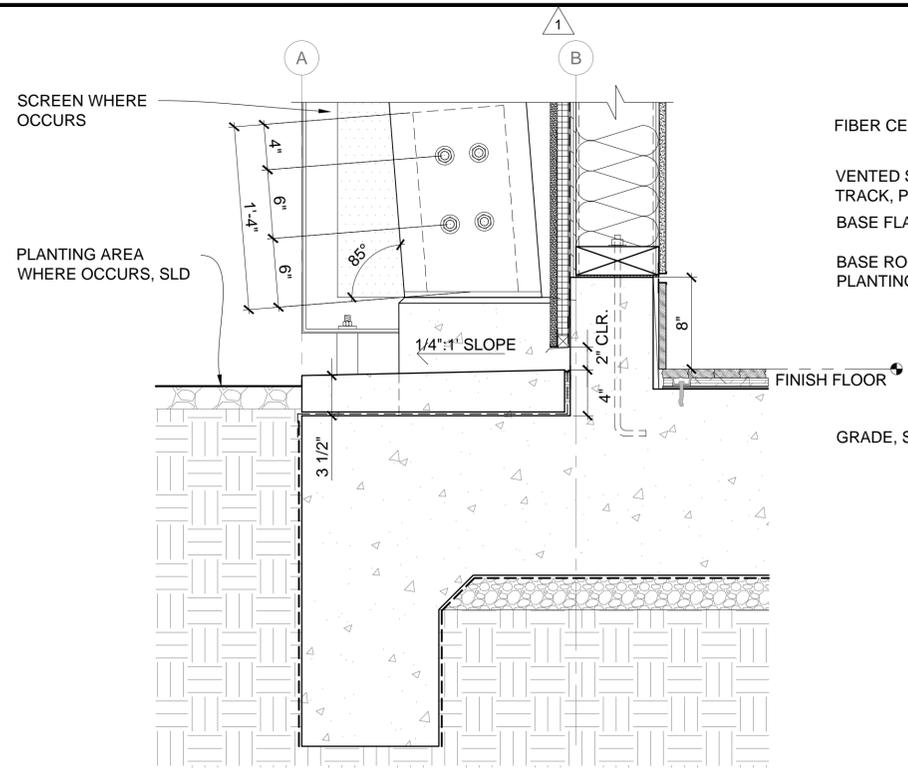 1
A
B
SCREEN WHERE
OCCURS
4"
6"
1'-4"
6"
85°
PLANTING AREA
WHERE OCCURS, SLD
1/4":1' SLOPE
2" CLR.
4"
8"
3 1/2"
FINISH FLOOR
FIBER CE
VENTED S
TRACK, P
BASE FLA
BASE RO
PLANTING
GRADE, S